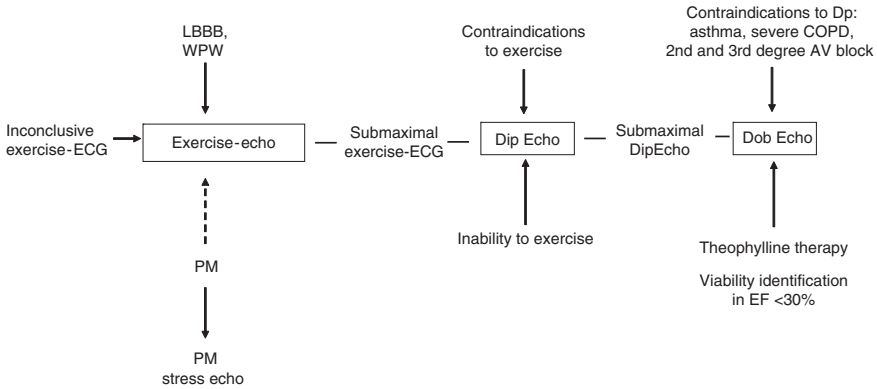 LBBB,
WPW
Contraindications
to exercise
Contraindications to Dp:
asthma, severe COPD,
2nd and 3rd degree AV block
Inconclusive
exercise-ECG
Exercise-echo
Submaximal
exercise-ECG
Dip Echo
Submaximal
DipEcho
Dob Echo
PM
PM
stress echo
Inability to exercise
Theophylline therapy
Viability identification
in EF <30%